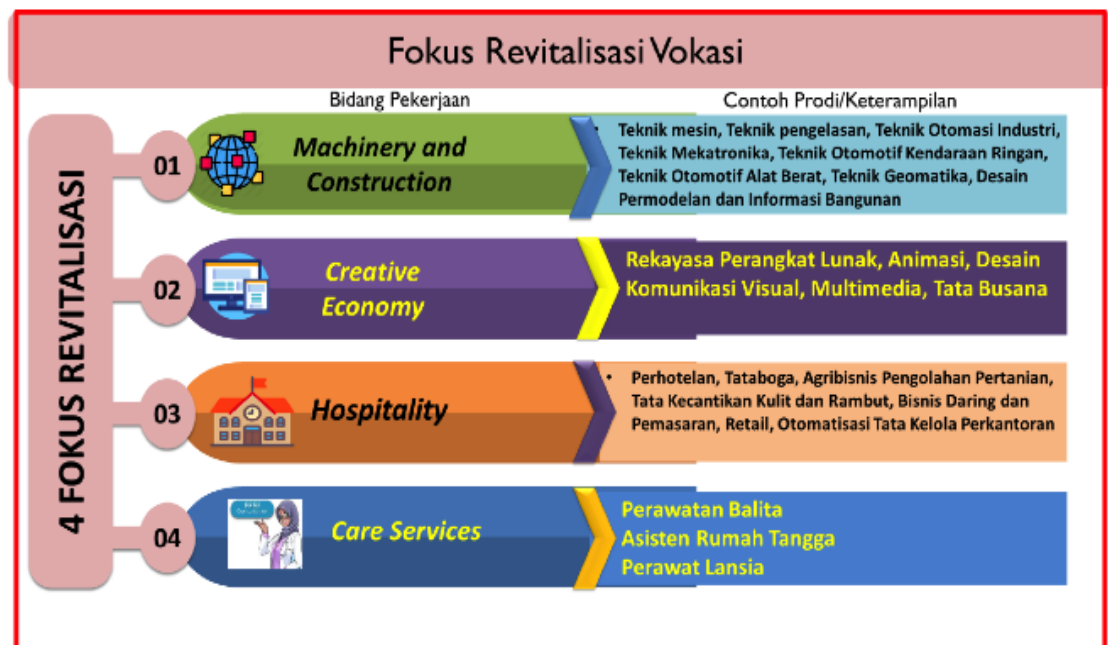 Fokus Revitalisasi Vokasi
Bidang Pekerjaan
Contoh Prodi/Keterampilan
4 FOKUS REVITALISASI
01
Machinery and
Construction
• Teknik mesin, Teknik pengelasan, Teknik Otomasi Industri,
Teknik Mekatronika, Teknik Otomotif Kendaraan Ringan,
Teknik Otomotif Alat Berat, Teknik Geomatika, Desain
Permodelan dan Informasi Bangunan
02
Creative
Economy
Rekayasa Perangkat Lunak, Animasi, Desain
Komunikasi Visual, Multimedia, Tata Busana
03
Hospitality
• Perhotelan, Tataboga, Agribisnis Pengolahan Pertanian,
Tata Kecantikan Kulit dan Rambut, Bisnis Daring dan
Pemasaran, Retail, Otomatisasi Tata Kelola Perkantoran
04
Care Services
Perawatan Balita
Asisten Rumah Tangga
Perawat Lansia